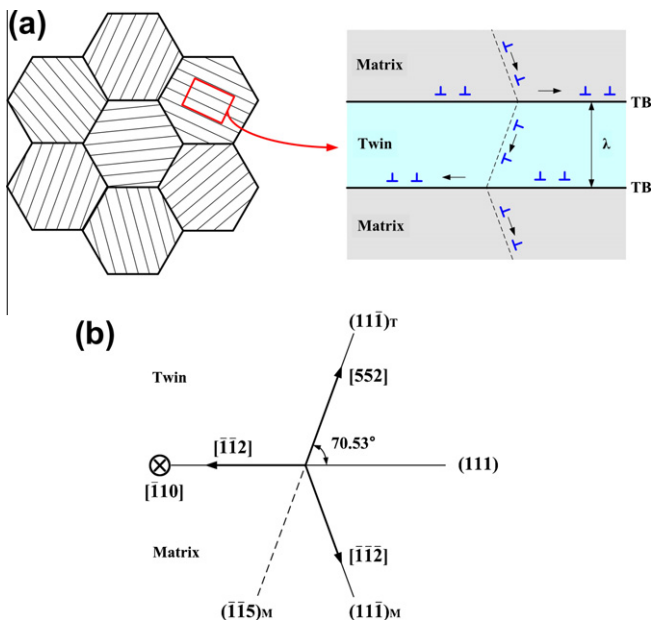 (a)
Matrix
TB
Twin
λ
TB
Matrix
(b)
(111̄)T
Twin
[552]
[1̄1̄2]
70.53°
(111)
[1̄10]
Matrix
[1̄1̄2̄]
(1̄1̄5)M
(111̄)M